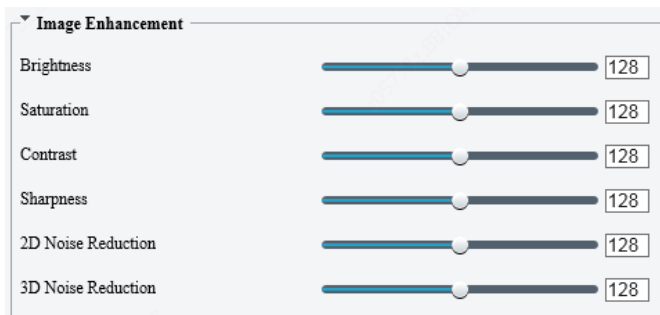 Image Enhancement
Brightness 128
Saturation 128
Contrast 128
Sharpness 128
2D Noise Reduction 128
3D Noise Reduction 128